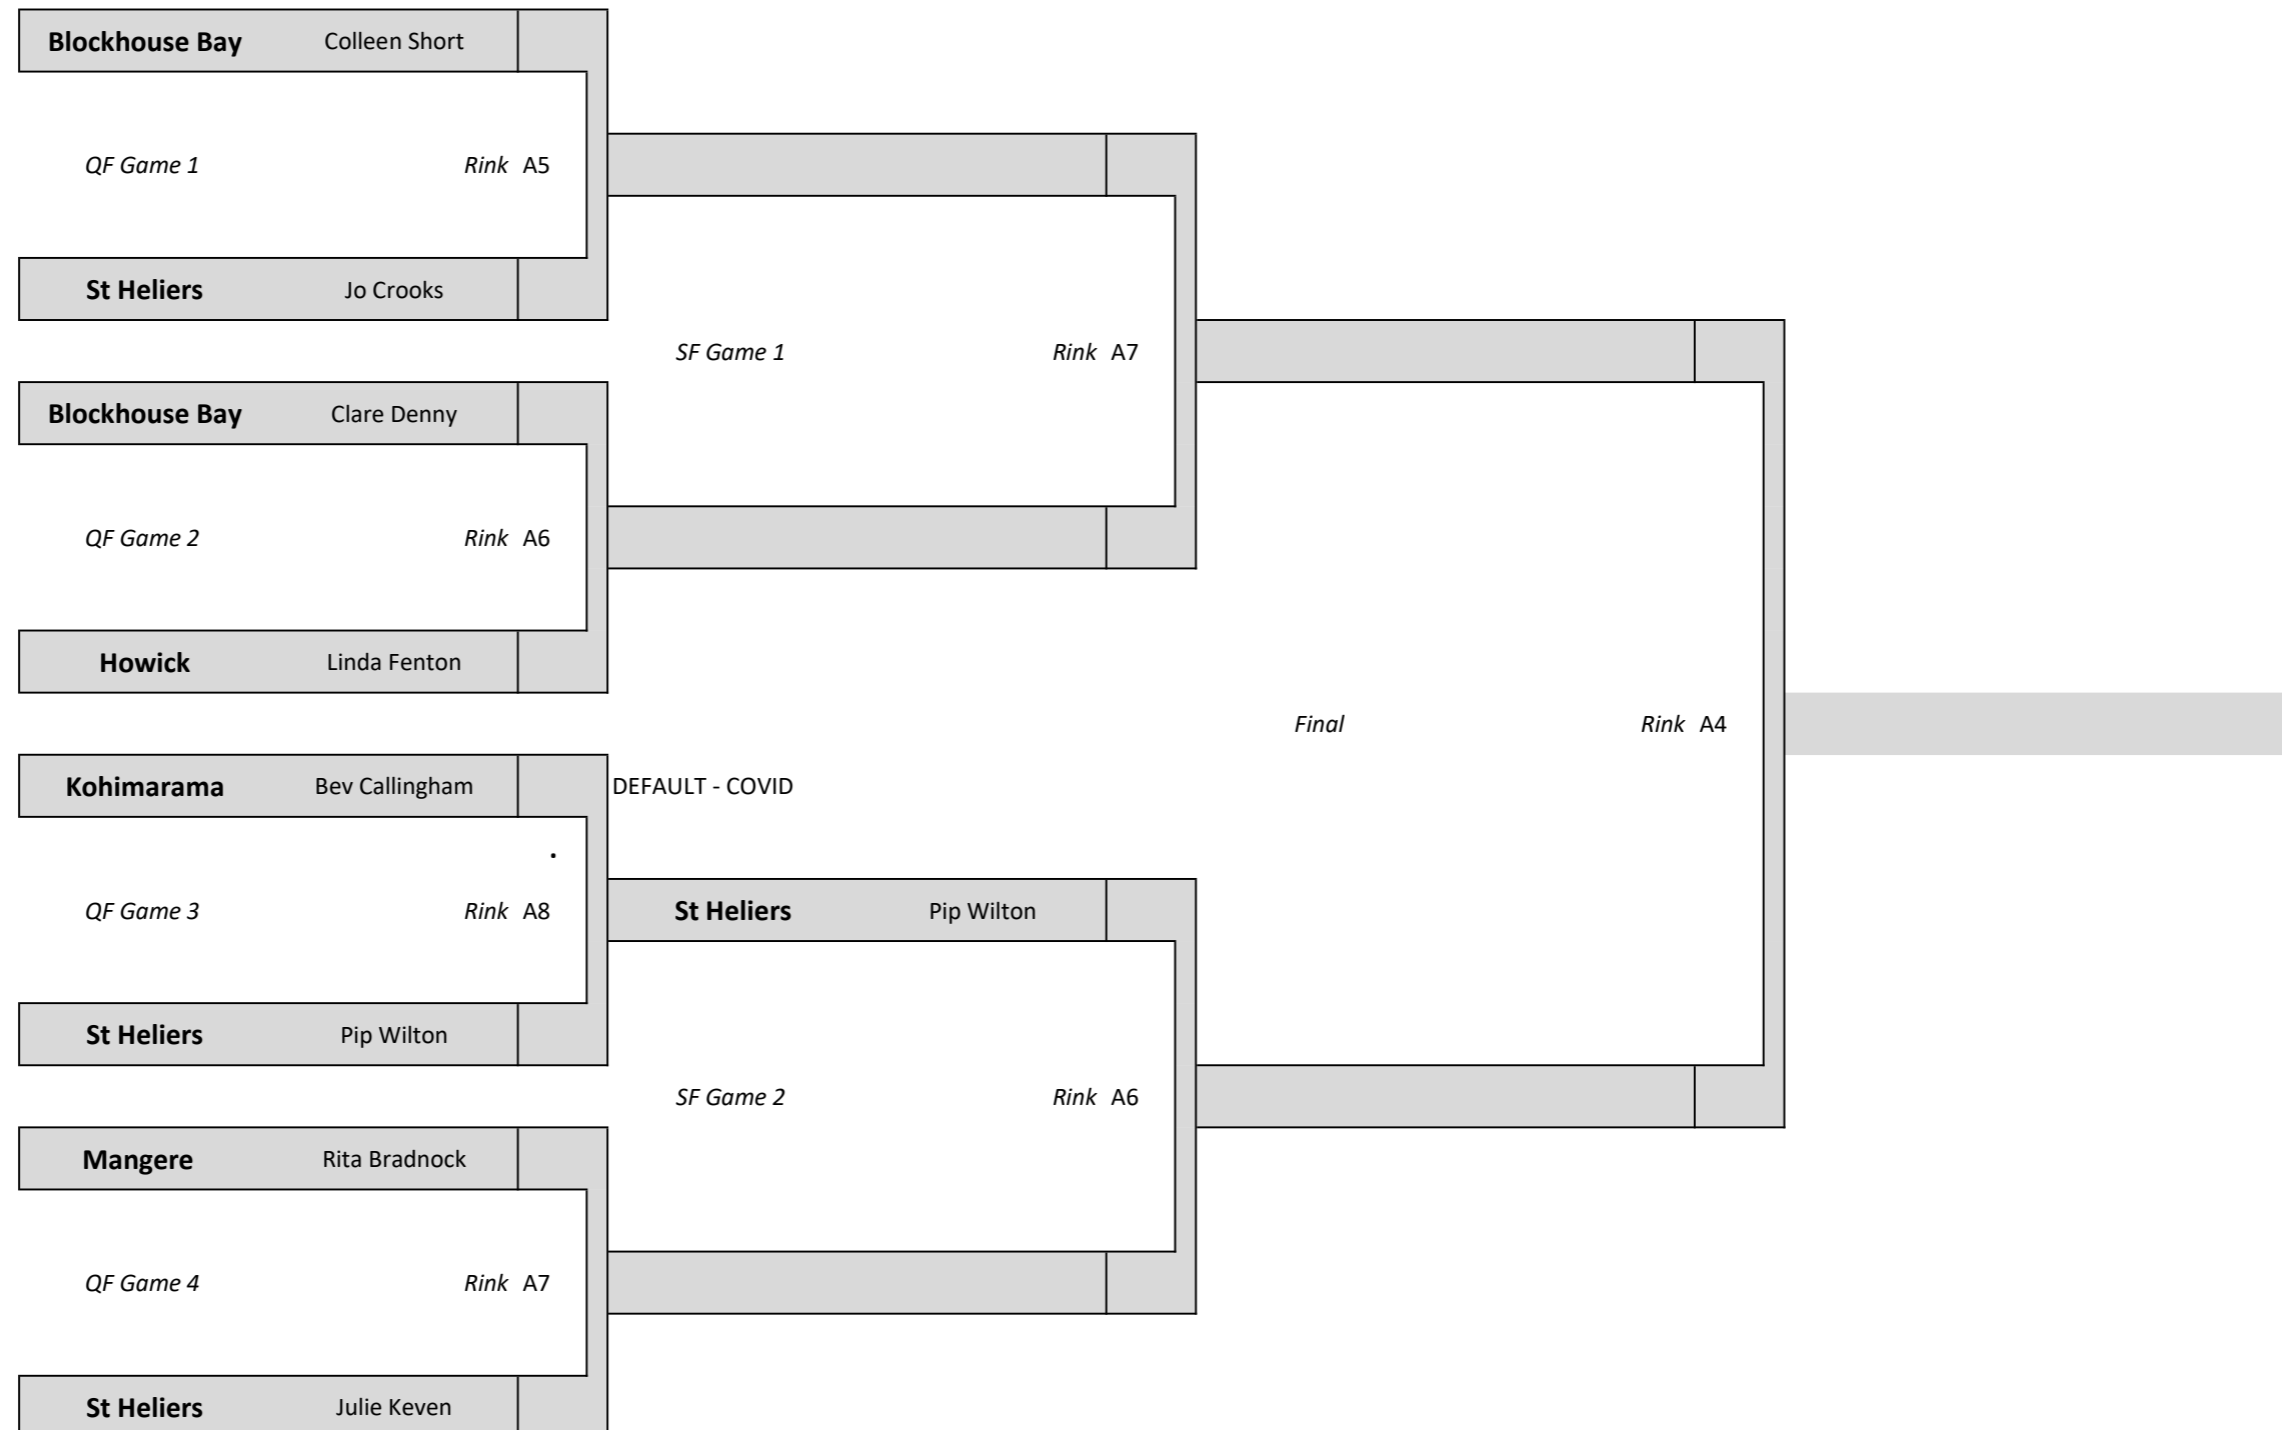 Blockhouse Bay Colleen Short
QF Game 1 Rink A5
St Heliers Jo Crooks
SF Game 1 Rink A7
Blockhouse Bay Clare Denny
QF Game 2 Rink A6
Howick Linda Fenton
Final Rink A4
Kohimarama Bev Callingham DEFAULT - COVID
.
QF Game 3 Rink A8 St Heliers Pip Wilton
St Heliers Pip Wilton
SF Game 2 Rink A6
Mangere Rita Bradnock
QF Game 4 Rink A7
St Heliers Julie Keven